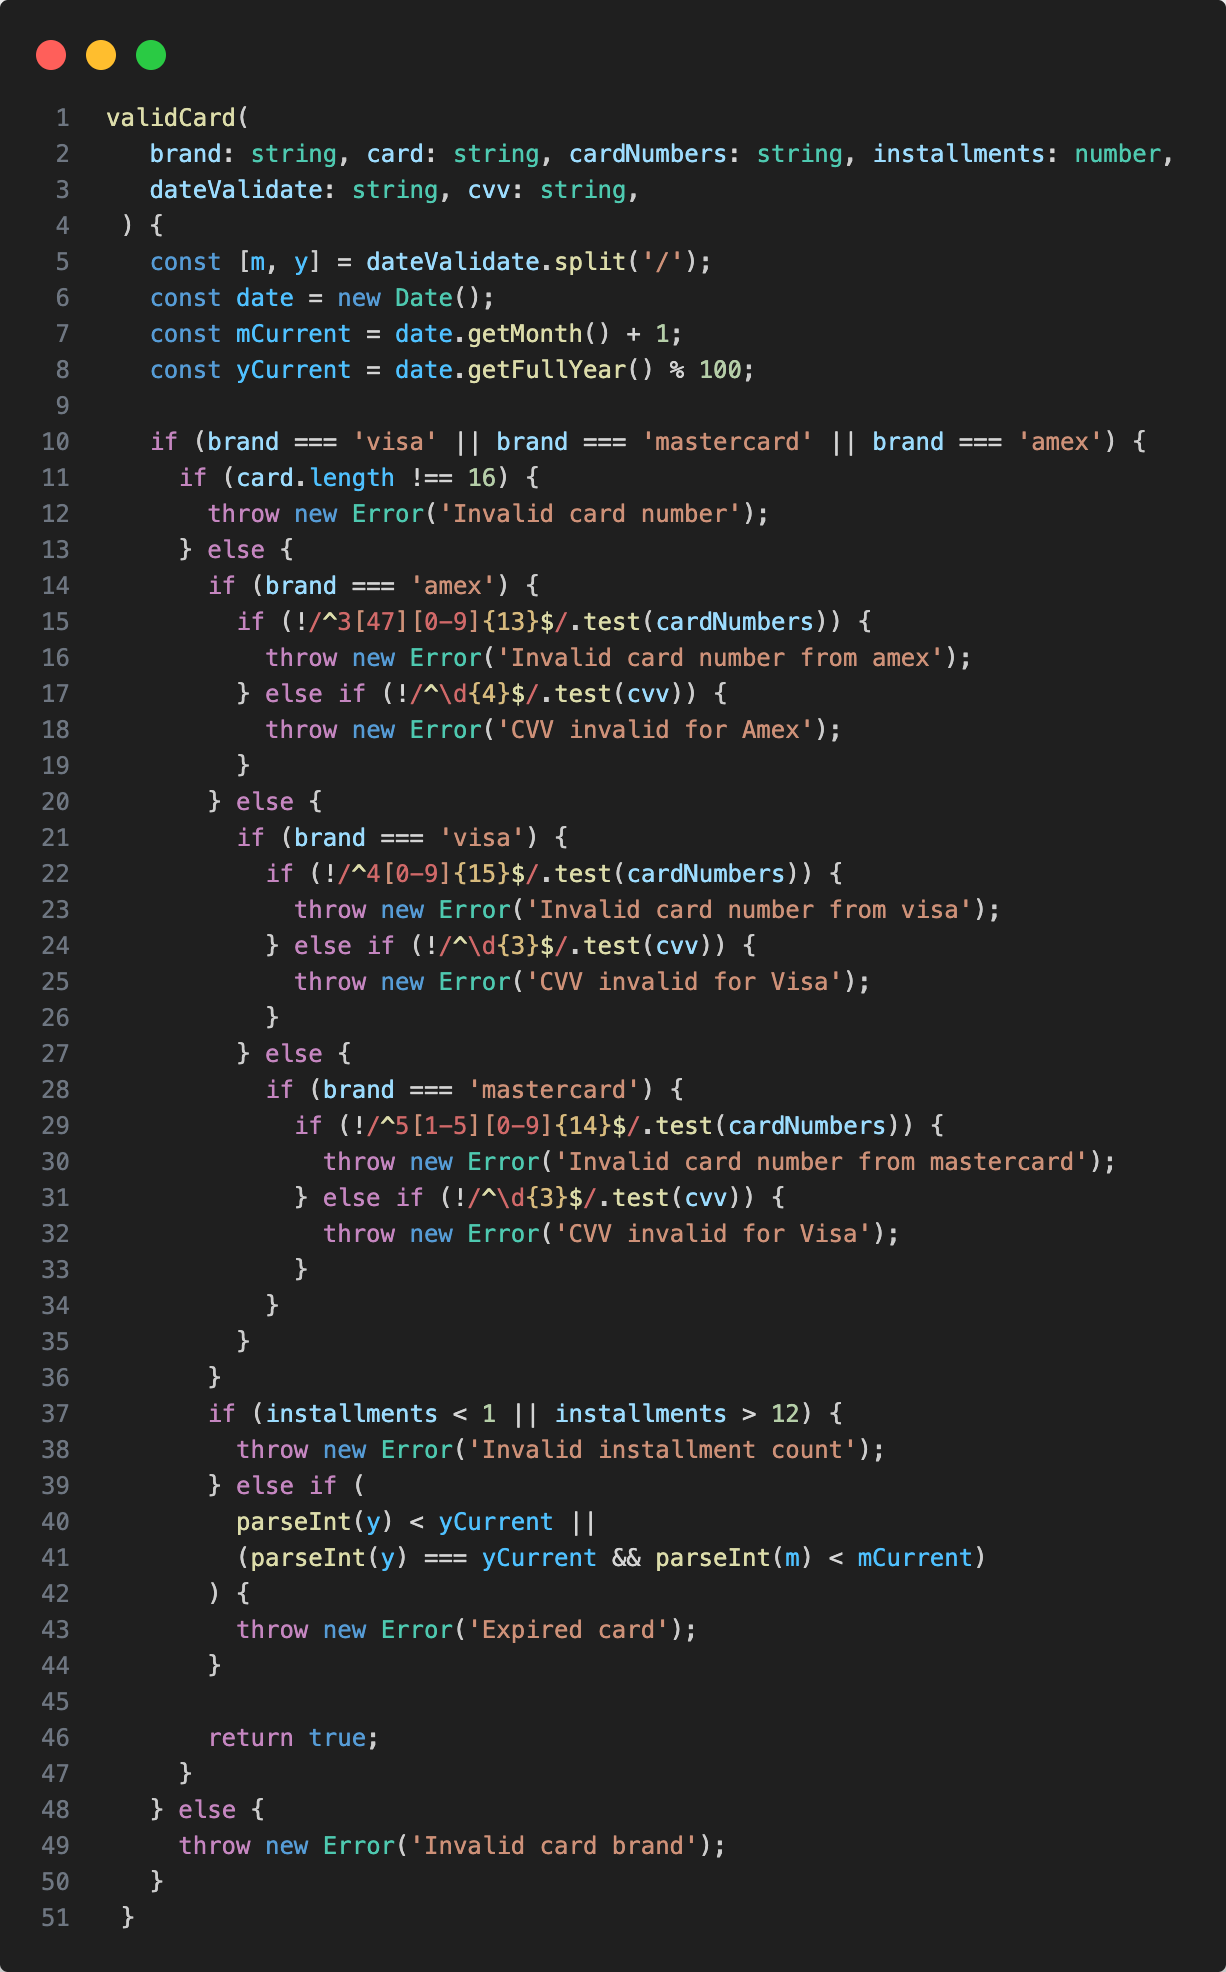 1 validCard(
2 brand: string, card: string, cardNumbers: string, installments: number,
3 dateValidate: string, cvv: string,
4 ) {
5 const [m, y] = dateValidate.split('/');
6 const date = new Date();
7 const mCurrent = date.getMonth() + 1;
8 const yCurrent = date.getFullYear() % 100;
9
10 if (brand === 'visa' || brand === 'mastercard' || brand === 'amex') {
11 if (card.length !== 16) {
12 throw new Error('Invalid card number');
13 } else {
14 if (brand === 'amex') {
15 if (!/^3[47][0-9]{13}$/.test(cardNumbers)) {
16 throw new Error('Invalid card number from amex');
17 } else if (!/^\d{4}$/.test(cvv)) {
18 throw new Error('CVV invalid for Amex');
19 }
20 } else {
21 if (brand === 'visa') {
22 if (!/^4[0-9]{15}$/.test(cardNumbers)) {
23 throw new Error('Invalid card number from visa');
24 } else if (!/^\d{3}$/.test(cvv)) {
25 throw new Error('CVV invalid for Visa');
26 }
27 } else {
28 if (brand === 'mastercard') {
29 if (!/^5[1-5][0-9]{14}$/.test(cardNumbers)) {
30 throw new Error('Invalid card number from mastercard');
31 } else if (!/^\d{3}$/.test(cvv)) {
32 throw new Error('CVV invalid for Visa');
33 }
34 }
35 }
36 }
37 if (installments < 1 || installments > 12) {
38 throw new Error('Invalid installment count');
39 } else if (
40 parseInt(y) < yCurrent ||
41 (parseInt(y) === yCurrent && parseInt(m) < mCurrent)
42 ) {
43 throw new Error('Expired card');
44 }
45
46 return true;
47 }
48 } else {
49 throw new Error('Invalid card brand');
50 }
51 }